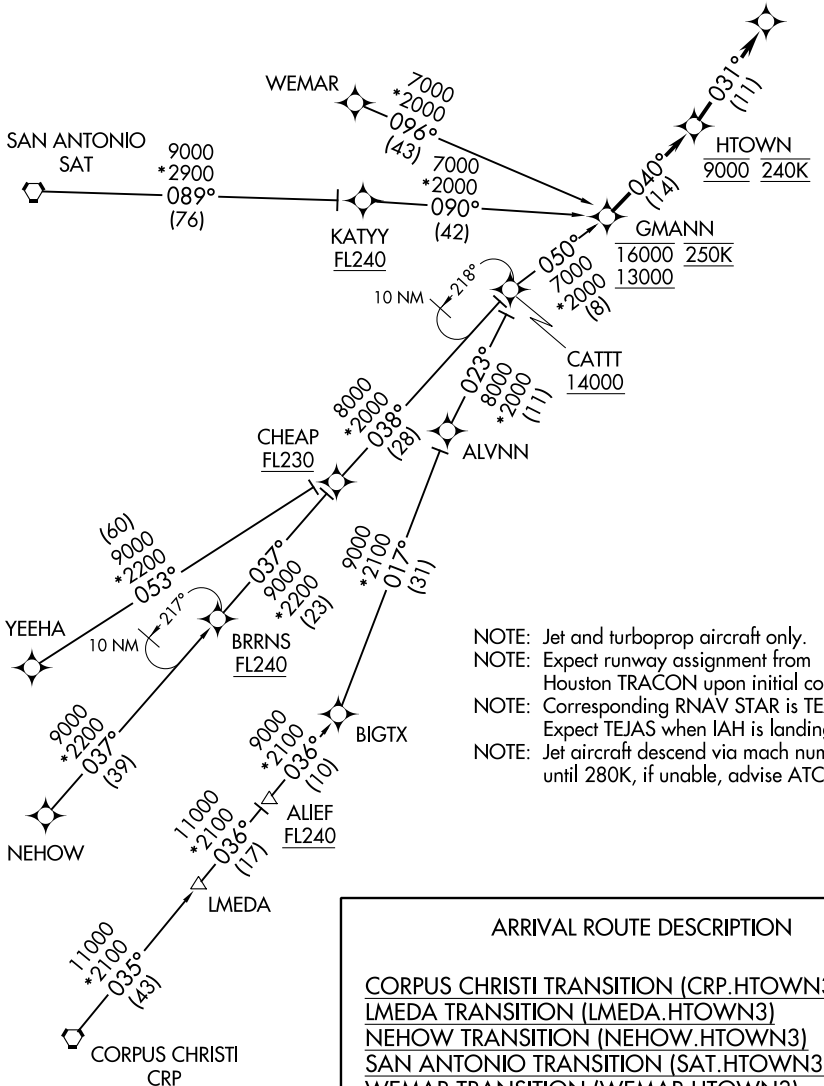 WEMAR
7000
*2000
096°
(43)
031°
(11)
SAN ANTONIO
SAT
9000
*2900
089°
(76)
7000
*2000
090°
(42)
KATYY
FL240
HTOWN
9000 240K
040°
(14)
GMANN
16000 250K
13000
050°
7000
*2000
(8)
218°
10 NM
CATTT
14000
023°
8000
*2000
(11)
8000
*2000
038°
(28)
CHEAP
FL230
ALVNN
(60)
9000
*2200
053°
037°
9000
*2200
(23)
9000
*2100
017°
(31)
YEEHA
217°
10 NM
BRRNS
FL240
9000
*2200
037°
(39)
NEHOW
BIGTX
9000
*2100
036°
(10)
ALIEF
FL240
11000
*2100
036°
(17)
LMEDA
11000
*2100
035°
(43)
CORPUS CHRISTI
CRP
NOTE: Jet and turboprop aircraft only.
NOTE: Expect runway assignment from
Houston TRACON upon initial
NOTE: Corresponding RNAV STAR is
Expect TEJAS when IAH is landing
NOTE: Jet aircraft descend via mach
until 280K, if unable, advise ATC
ARRIVAL ROUTE DESCRIPTION
CORPUS CHRISTI TRANSITION (CRP.HTOWN3
LMEDA TRANSITION (LMEDA.HTOWN3)
NEHOW TRANSITION (NEHOW.HTOWN3)
SAN ANTONIO TRANSITION (SAT.HTOWN3
WEMAR TRANSITION (WEMAR.HTOWN3)